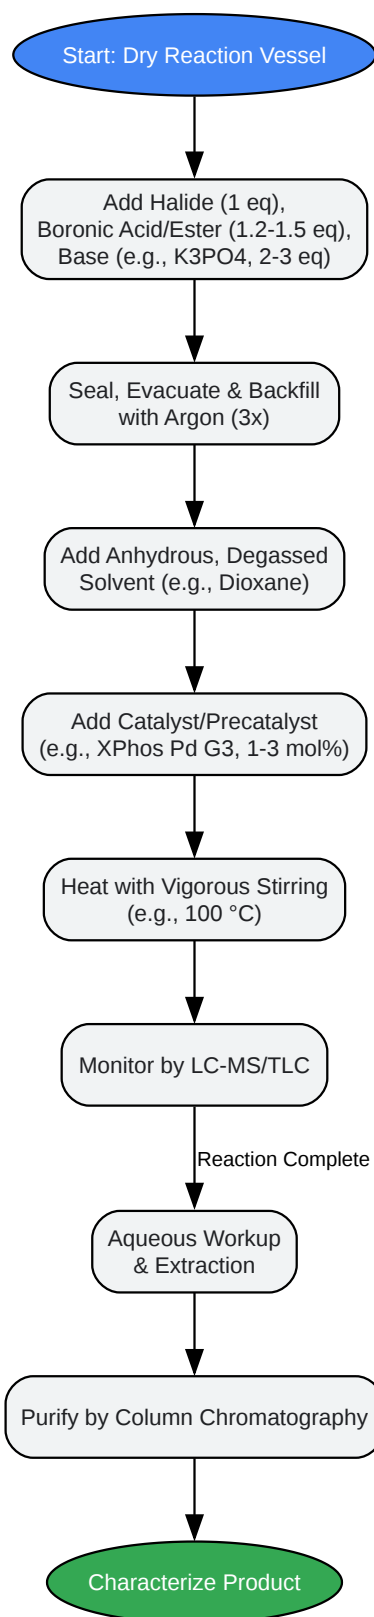 Start: Dry Reaction Vessel
Add Halide (1 eq),
Boronic Acid/Ester (1.2-1.5 eq),
Base (e.g., K3PO4, 2-3 eq)
Seal, Evacuate & Backfill
with Argon (3x)
Add Anhydrous, Degassed
Solvent (e.g., Dioxane)
Add Catalyst/Precatalyst
(e.g., XPhos Pd G3, 1-3 mol%)
Heat with Vigorous Stirring
(e.g., 100 °C)
Monitor by LC-MS/TLC
Reaction Complete
Aqueous Workup
& Extraction
Purify by Column Chromatography
Characterize Product